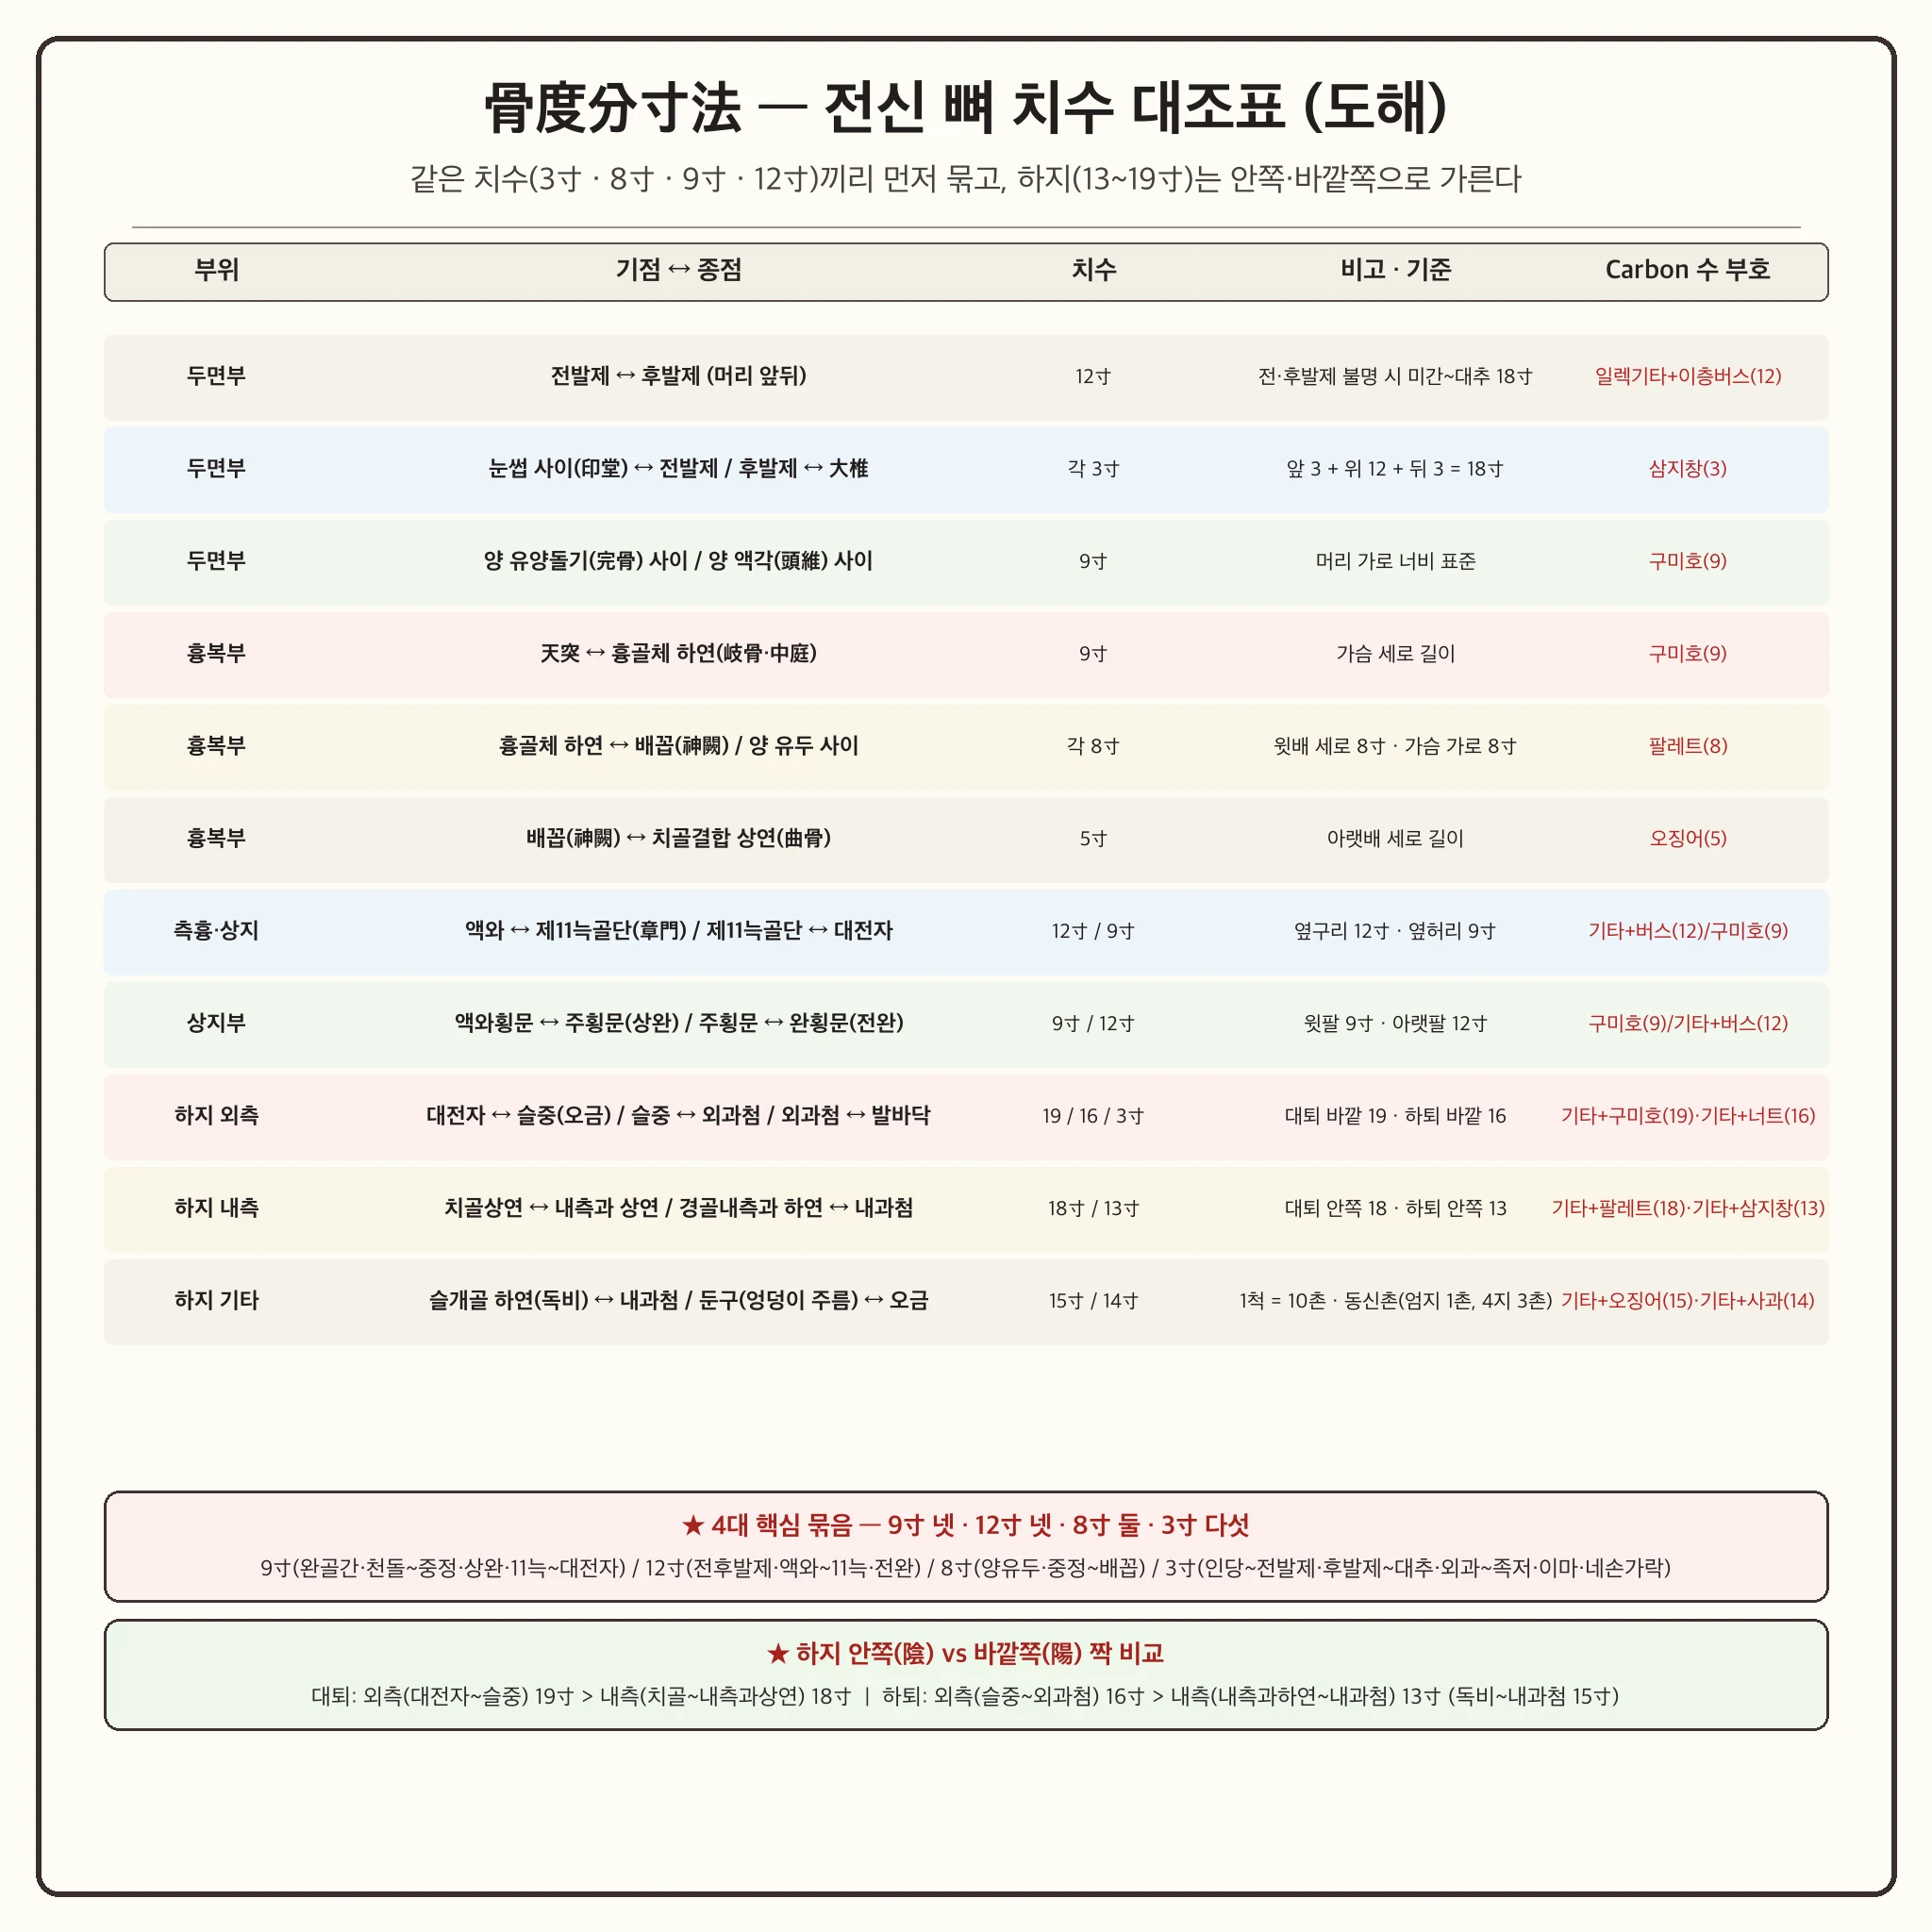 骨度分寸法 — 전신 뼈 치수 대조표 (도해)
같은 치수(3寸 · 8寸 · 9寸 · 12寸)끼리 먼저 묶고, 하지(13~19寸)는 안쪽·바깥쪽으로 가른다
부위 기점 ↔ 종점 치수 비고 · 기준 Carbon 수 부호
두면부 전발제 ↔ 후발제 (머리 앞뒤) 12寸 전·후발제 불명 시 미간~대추 18寸 일렉기타+이층버스(12)
두면부 눈썹 사이(印堂) ↔ 전발제 / 후발제 ↔ 大椎 각 3寸 앞 3 + 위 12 + 뒤 3 = 18寸 삼지창(3)
두면부 양 유양돌기(完骨) 사이 / 양 액각(頭維) 사이 9寸 머리 가로 너비 표준 구미호(9)
흉복부 天突 ↔ 흉골체 하연(岐骨·中庭) 9寸 가슴 세로 길이 구미호(9)
흉복부 흉골체 하연 ↔ 배꼽(神闕) / 양 유두 사이 각 8寸 윗배 세로 8寸 · 가슴 가로 8寸 팔레트(8)
흉복부 배꼽(神闕) ↔ 치골결합 상연(曲骨) 5寸 아랫배 세로 길이 오징어(5)
측흉·상지 액와 ↔ 제11늑골단(章門) / 제11늑골단 ↔ 대전자 12寸 / 9寸 옆구리 12寸 · 옆허리 9寸 기타+버스(12)/구미호(9)
상지부 액와횡문 ↔ 주횡문(상완) / 주횡문 ↔ 완횡문(전완) 9寸 / 12寸 윗팔 9寸 · 아랫팔 12寸 구미호(9)/기타+버스(12)
하지 외측 대전자 ↔ 슬중(오금) / 슬중 ↔ 외과첨 / 외과첨 ↔ 발바닥 19 / 16 / 3寸 대퇴 바깥 19 · 하퇴 바깥 16 기타+구미호(19)·기타+너트(16)
하지 내측 치골상연 ↔ 내측과 상연 / 경골내측과 하연 ↔ 내과첨 18寸 / 13寸 대퇴 안쪽 18 · 하퇴 안쪽 13 기타+팔레트(18)·기타+삼지창(13)
하지 기타 슬개골 하연(독비) ↔ 내과첨 / 둔구(엉덩이 주름) ↔ 오금 15寸 / 14寸 1척 = 10촌 · 동신촌(엄지 1촌, 4지 3촌) 기타+오징어(15)·기타+사과(14)
★ 4대 핵심 묶음 — 9寸 넷 · 12寸 넷 · 8寸 둘 · 3寸 다섯
9寸(완골간·천돌~중정·상완·11늑~대전자) / 12寸(전후발제·액와~11늑·전완) / 8寸(양유두·중정~배꼽) / 3寸(인당~전발제·후발제~대추·외과~족저·이마·네손가락)
★ 하지 안쪽(陰) vs 바깥쪽(陽) 짝 비교
대퇴: 외측(대전자~슬중) 19寸 > 내측(치골~내측과상연) 18寸 | 하퇴: 외측(슬중~외과첨) 16寸 > 내측(내측과하연~내과첨) 13寸 (독비~내과첨 15寸)